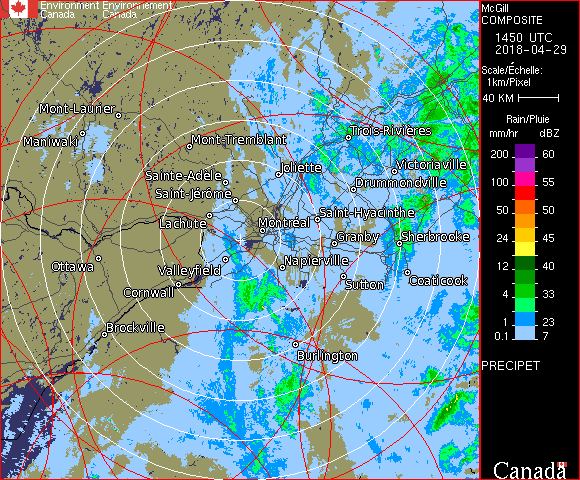 Environment Environnement
Canada Canada
McGill
COMPOSITE
1450 UTC
2018-04-29
Scale/Échelle:
1km/Pixel
40 KM
Rain/Pluie
mm/hr dBZ
200 60
150 57
100 55
50 50
24 45
12 40
4 33
1 23
0.1 7
PRECIPET
Canada
Mont-Laurier
Maniwaki
Mont-Tremblant
Trois-Rivières
Joliette
Victoriaville
Sainte-Adèle
Drummondville
Saint-Jérôme
Saint-Hyacinthe
Lachute
Montréal
Granby
Sherbrooke
Ottawa
Valleyfield
Napierville
Coaticook
Sutton
Cornwall
Brockville
Burlington